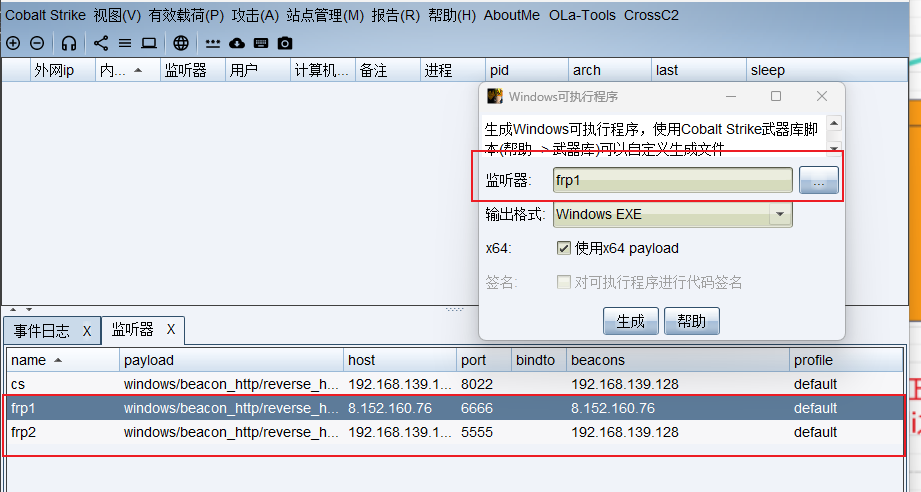 Cobalt Strike 视图(V) 有效载荷(P) 攻击(A) 站点管理(M) 报告(R) 帮助(H) AboutMe OLa-Tools CrossC2
外网ip 内... 监听器 用户 计算机... 备注 进程 pid arch last sleep
Windows可执行程序
生成Windows可执行程序，使用Cobalt Strike武器库脚
本(帮助 -> 武器库)可以自定义生成文件
监听器: frp1 ...
输出格式: Windows EXE
x64: 使用x64 payload
签名: 对可执行程序进行代码签名
生成 帮助
事件日志 X 监听器 X
name payload host port bindto beacons profile
cs windows/beacon_http/reverse_h... 192.168.139.1... 8022 192.168.139.128 default
frp1 windows/beacon_http/reverse_h... 8.152.160.76 6666 8.152.160.76 default
frp2 windows/beacon_http/reverse_h... 192.168.139.1... 5555 192.168.139.128 default